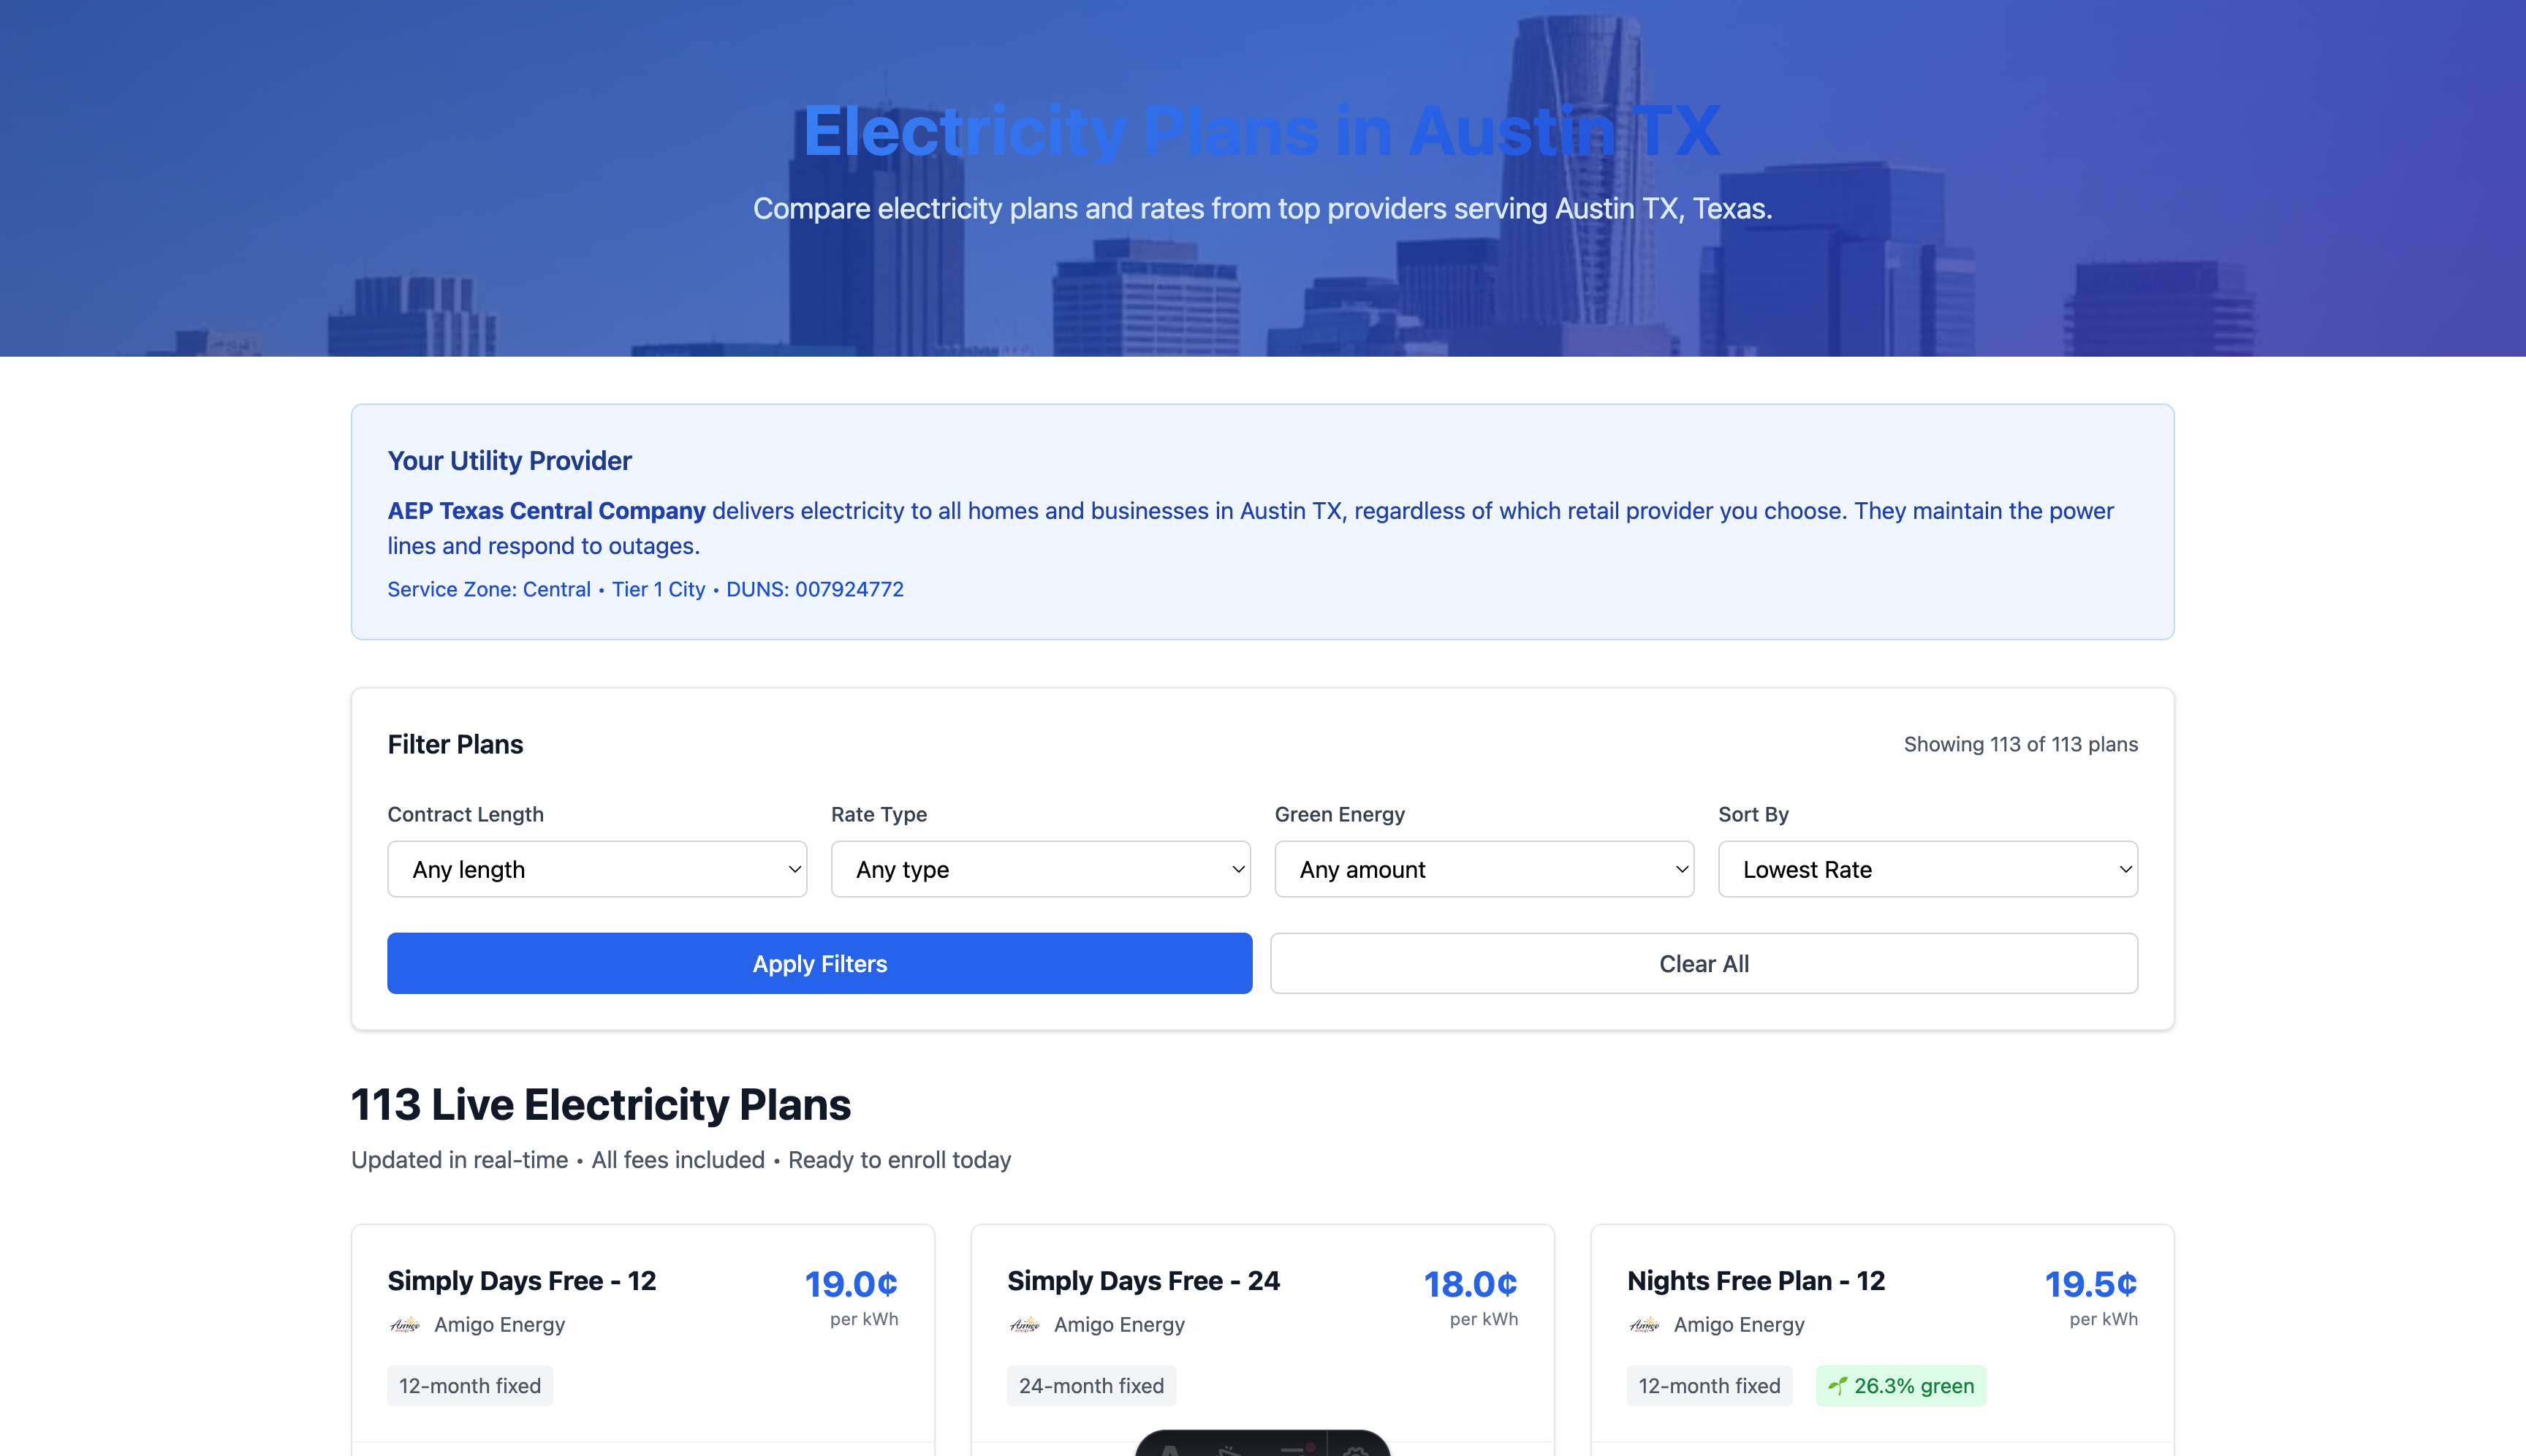 Electricity Plans in Austin TX
Compare electricity plans and rates from top providers serving Austin TX, Texas.
Your Utility Provider
AEP Texas Central Company delivers electricity to all homes and businesses in Austin TX, regardless of which retail provider you choose. They maintain the power
lines and respond to outages.
Service Zone: Central • Tier 1 City • DUNS: 007924772
Filter Plans
Showing 113 of 113 plans
Contract Length
Rate Type
Green Energy
Sort By
Any length
Any type
Any amount
Lowest Rate
Apply Filters
Clear All
113 Live Electricity Plans
Updated in real-time • All fees included • Ready to enroll today
Simply Days Free - 12
19.0¢
per kWh
Amigo Energy
12-month fixed
Simply Days Free - 24
18.0¢
per kWh
Amigo Energy
24-month fixed
Nights Free Plan - 12
19.5¢
per kWh
Amigo Energy
12-month fixed
26.3% green